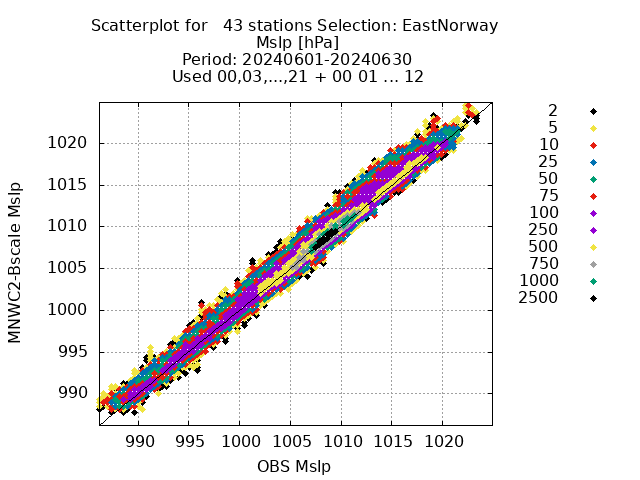 Scatterplot for   43 stations Selection: EastNorway
Mslp [hPa]
Period: 20240601-20240630
Used 00,03,...,21 + 00 01 ... 12
MNWC2-Bscale Mslp
1020
1015
1010
1005
1000
995
990
990 995 1000 1005 1010 1015 1020
OBS Mslp
2
5
10
25
50
75
100
250
500
750
1000
2500